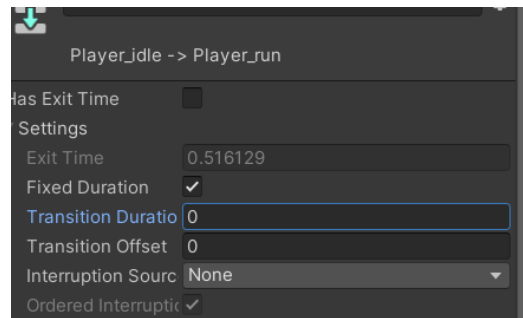 Player_idle -> Player_run
Has Exit Time
Settings
Exit Time 0.516129
Fixed Duration
Transition Duratio 0
Transition Offset 0
Interruption Sourc None
Ordered Interruptic